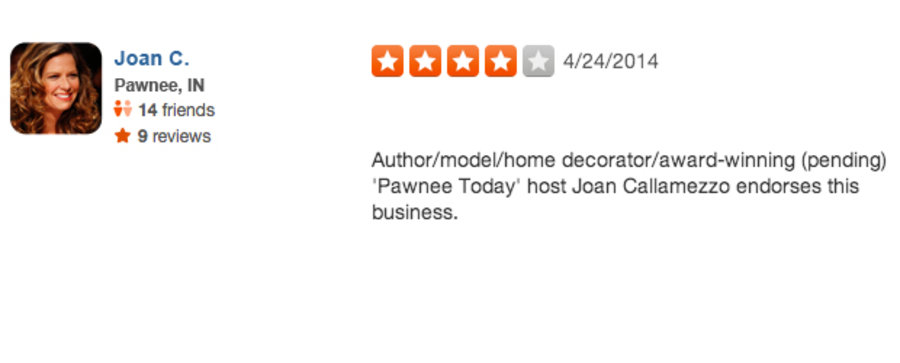 Joan C.
Pawnee, IN
14 friends
9 reviews
4/24/2014
Author/model/home decorator/award-winning (pending)
'Pawnee Today' host Joan Callamezzo endorses this
business.